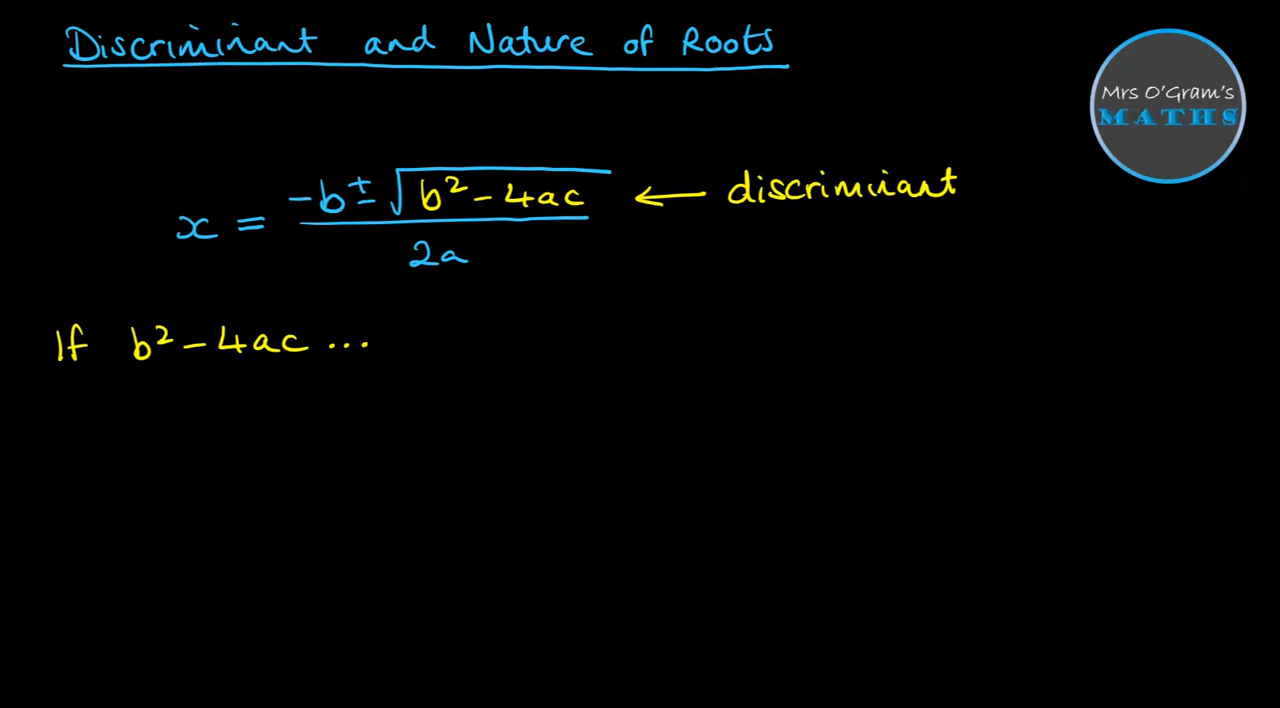 Discriminant and Nature of Roots
Mrs O'Gram's
MATHS
x = -b ± √b² - 4ac / 2a ← discriminant
If b² - 4ac ...